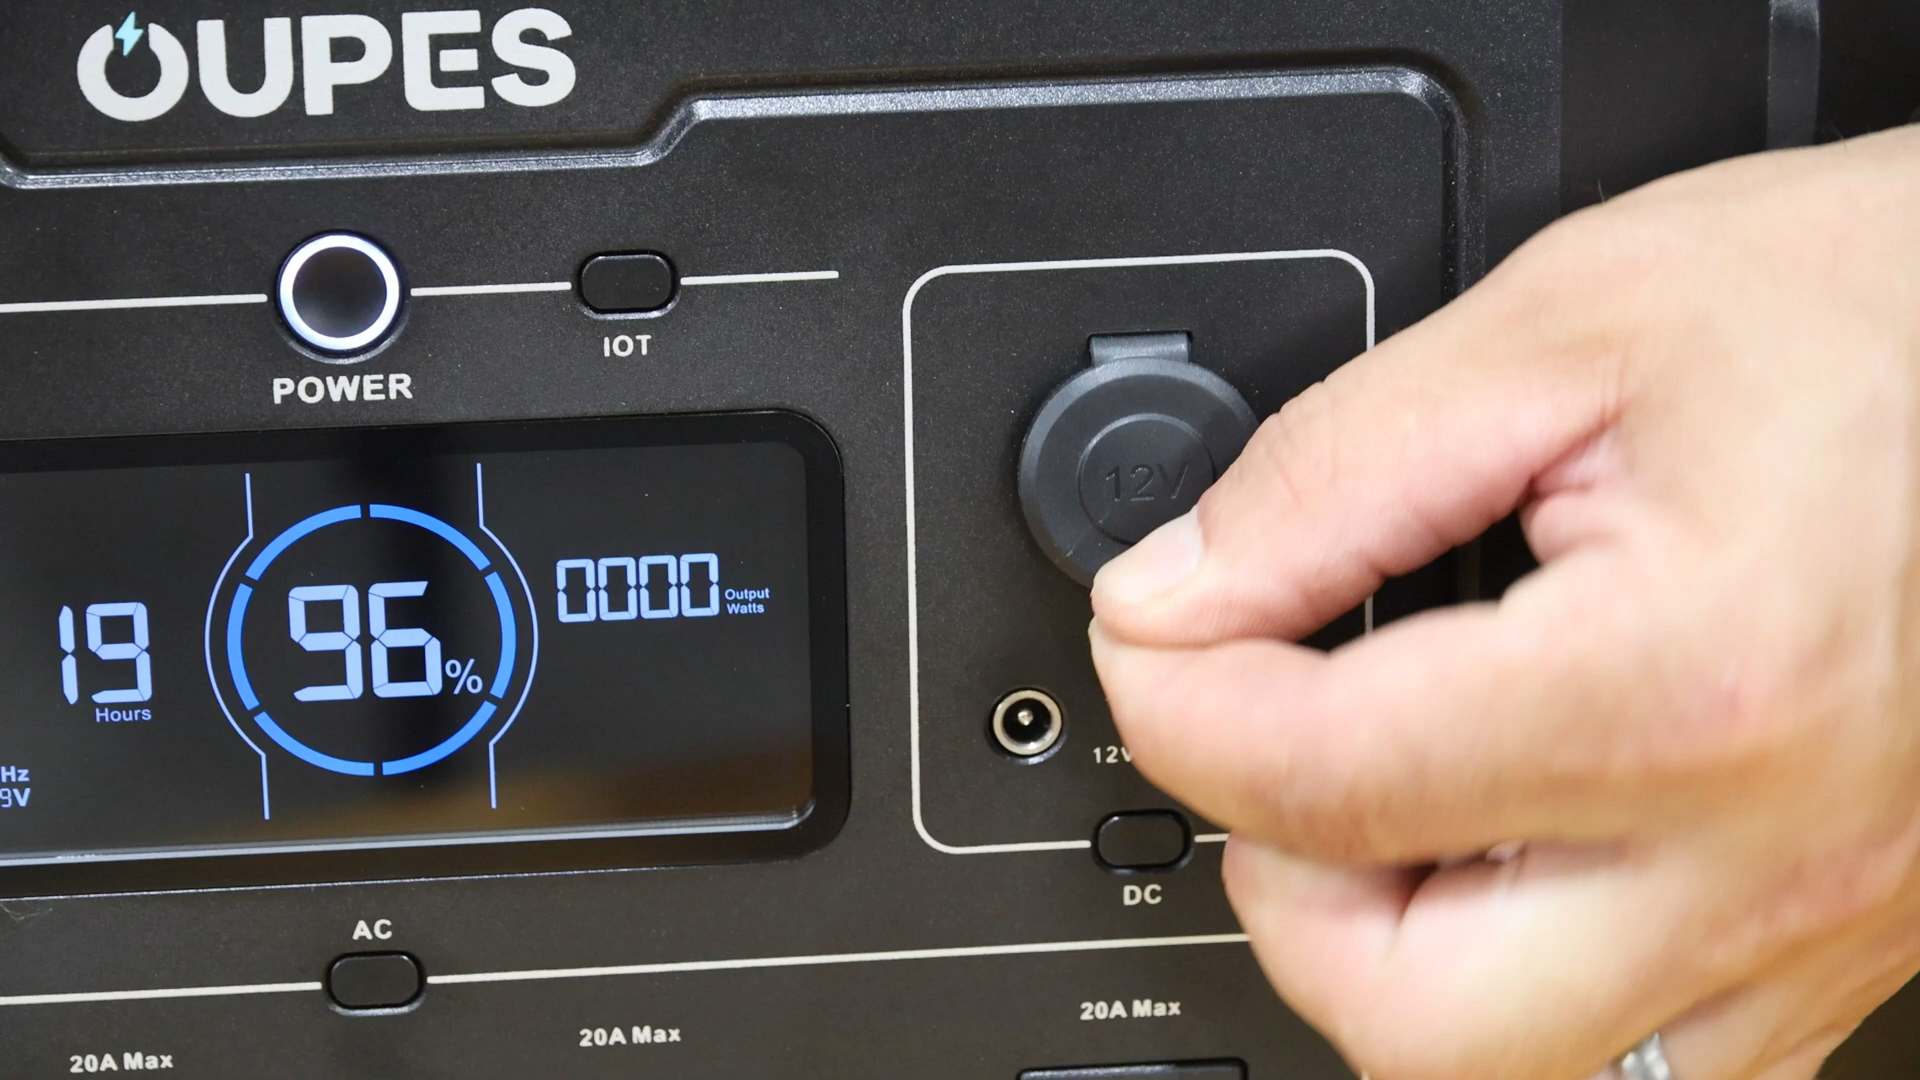 OUPES
IOT
POWER
12V
19
Hours
96%
0000
Output
Watts
Hz
9V
12V
DC
AC
20A Max
20A Max
20A Max